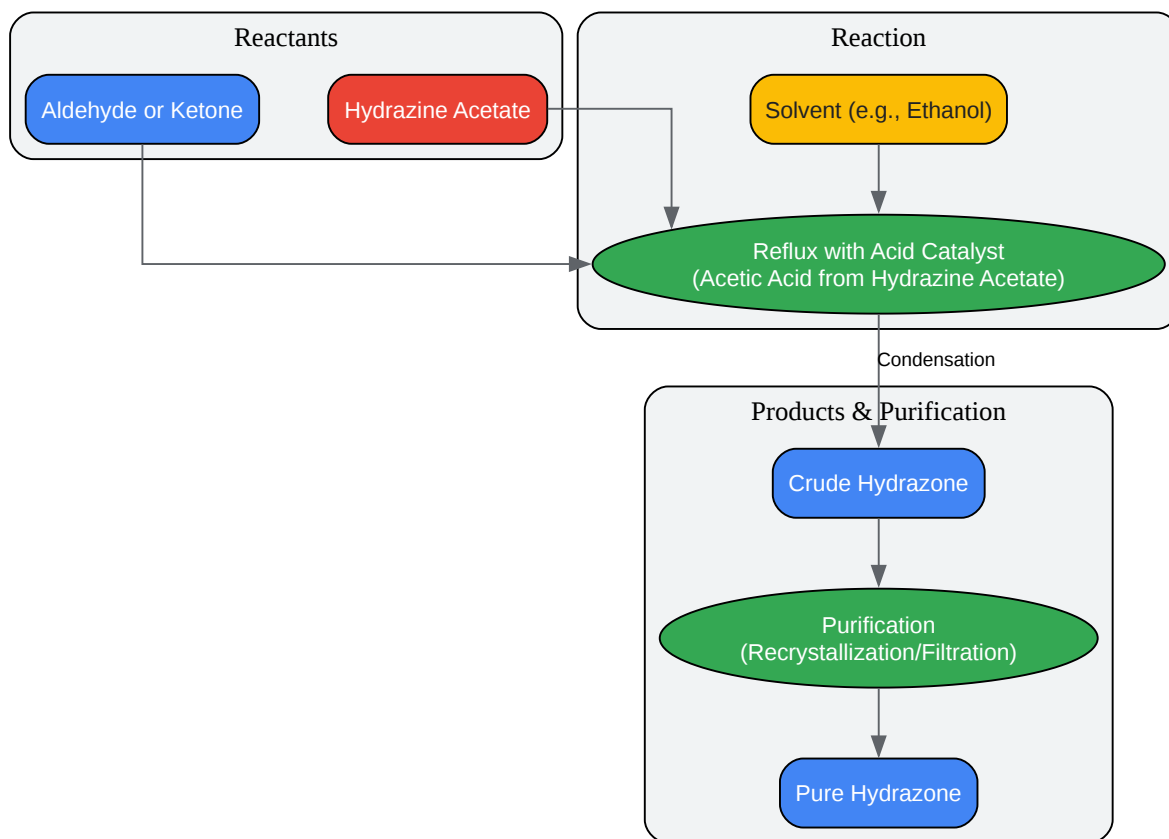 Reactants
Aldehyde or Ketone
Hydrazine Acetate
Reaction
Solvent (e.g., Ethanol)
Reflux with Acid Catalyst
(Acetic Acid from Hydrazine Acetate)
Condensation
Products & Purification
Crude Hydrazone
Purification
(Recrystallization/Filtration)
Pure Hydrazone